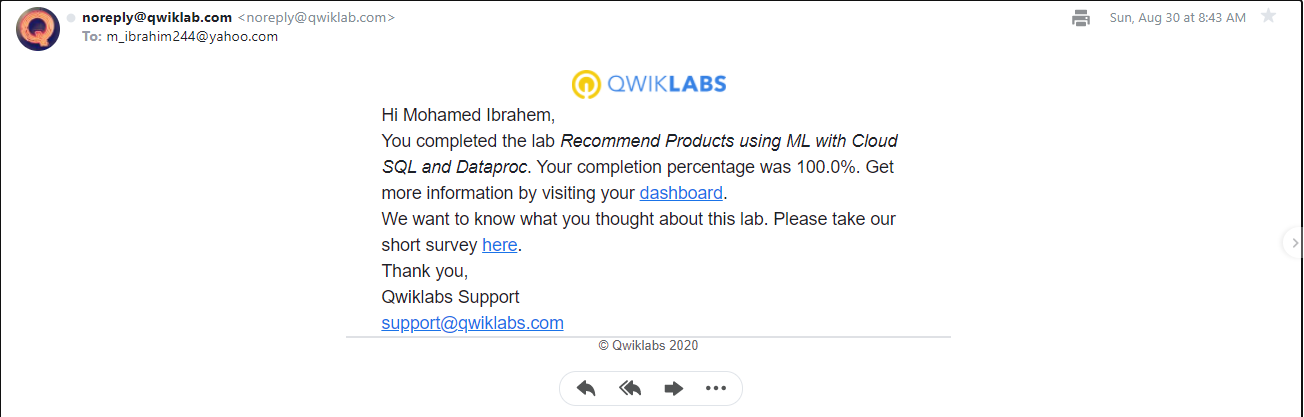 noreply@qwiklab.com <noreply@qwiklab.com>
Sun, Aug 30 at 8:43 AM
To: m_ibrahim244@yahoo.com
QWIKLABS
Hi Mohamed Ibrahem,
You completed the lab Recommend Products using ML with Cloud
SQL and Dataproc. Your completion percentage was 100.0%. Get
more information by visiting your dashboard.
We want to know what you thought about this lab. Please take our
short survey here.
Thank you,
Qwiklabs Support
support@qwiklabs.com
© Qwiklabs 2020